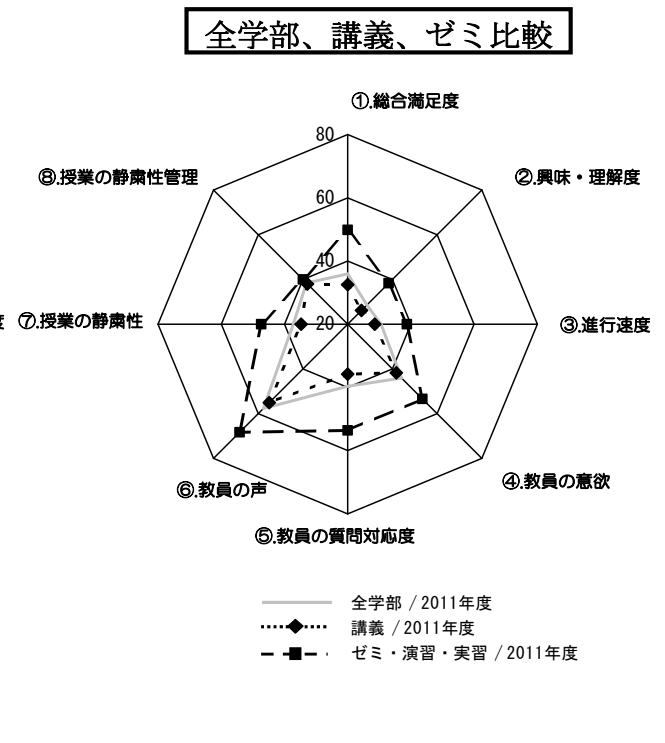 全学部、講義、ゼミ比較
①.総合満足度
80
⑧.授業の静粛性管理
②.興味・理解度
60
40
度
⑦.授業の静粛性
20
③.進行速度
⑥.教員の声
④.教員の意欲
⑤.教員の質問対応度
全学部 / 2011年度
講義 / 2011年度
ゼミ・演習・実習 / 2011年度